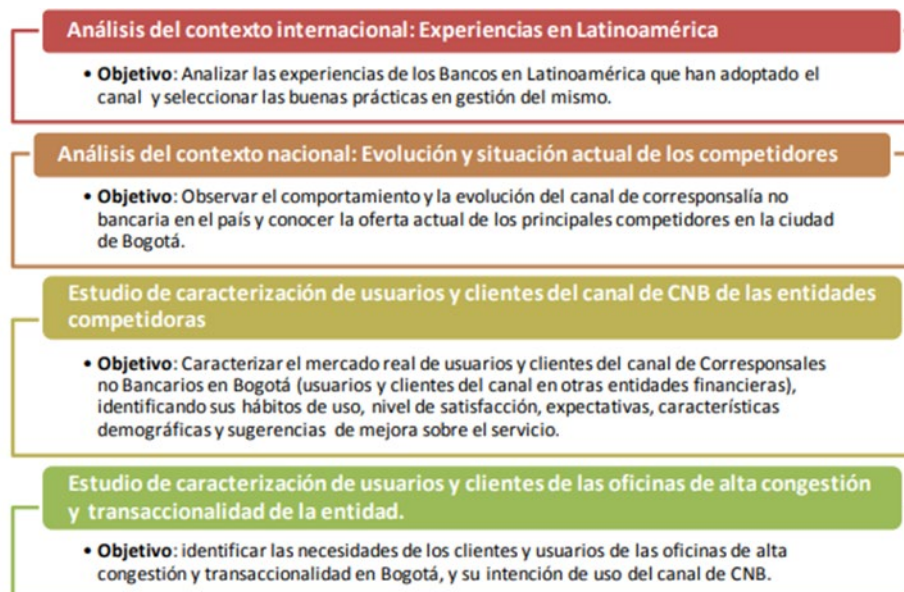 Análisis del contexto internacional: Experiencias en Latinoamérica
• Objetivo: Analizar las experiencias de los Bancos en Latinoamérica que han adoptado el
canal y seleccionar las buenas prácticas en gestión del mismo.
Análisis del contexto nacional: Evolución y situación actual de los competidores
• Objetivo: Observar el comportamiento y la evolución del canal de corresponsalía no
bancaria en el país y conocer la oferta actual de los principales competidores en la ciudad
de Bogotá.
Estudio de caracterización de usuarios y clientes del canal de CNB de las entidades
competidoras
• Objetivo: Caracterizar el mercado real de usuarios y clientes del canal de Corresponsales
no Bancarios en Bogotá (usuarios y clientes del canal en otras entidades financieras),
identificando sus hábitos de uso, nivel de satisfacción, expectativas, características
demográficas y sugerencias de mejora sobre el servicio.
Estudio de caracterización de usuarios y clientes de las oficinas de alta congestión
y transaccionalidad de la entidad.
• Objetivo: identificar las necesidades de los clientes y usuarios de las oficinas de alta
congestión y transaccionalidad en Bogotá, y su intención de uso del canal de CNB.